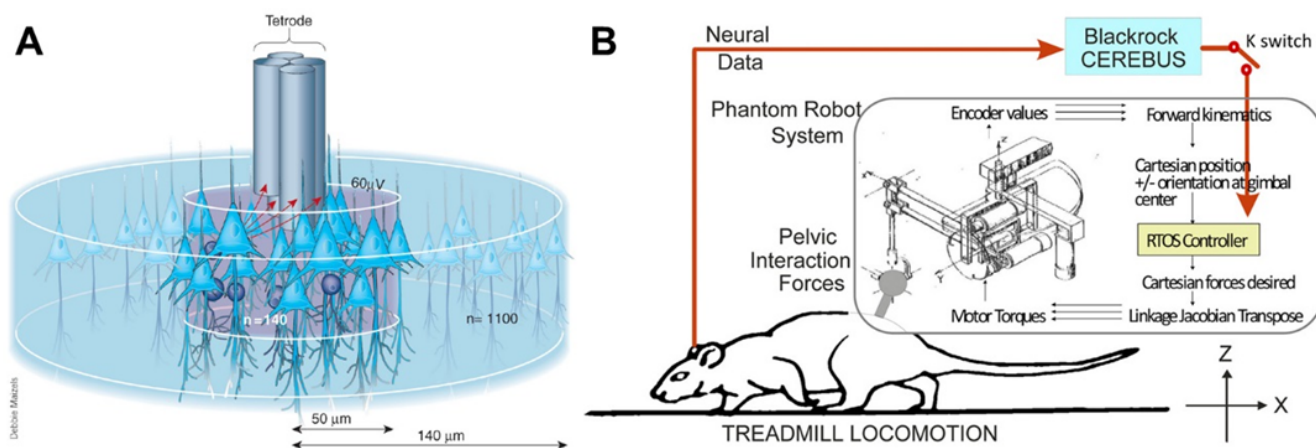 A
Tetrode
60µV
n=140
n= 1100
50 µm
140 µm
Debbie Maizels
B
Neural
Data
Blackrock
CEREBUS
K switch
Phantom Robot
System
Encoder values
Forward kinematics
Cartesian position
+/- orientation at gimbal
center
RTOS Controller
Cartesian forces desired
Linkage Jacobian Transpose
Motor Torques
Pelvic
Interaction
Forces
Z
X
TREADMILL LOCOMOTION